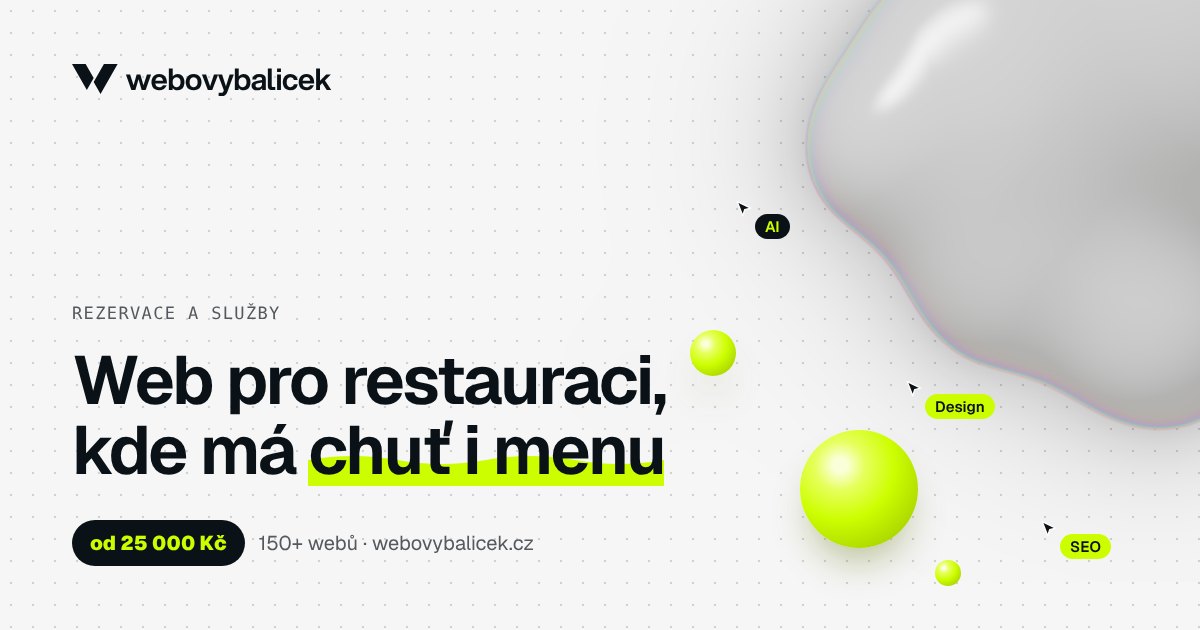 webovybalicek
AI
REZERVACE A SLUŽBY
Web pro restauraci,
kde má chuť i menu
Design
od 25 000 Kč
150+ webů · webovybalicek.cz
SEO